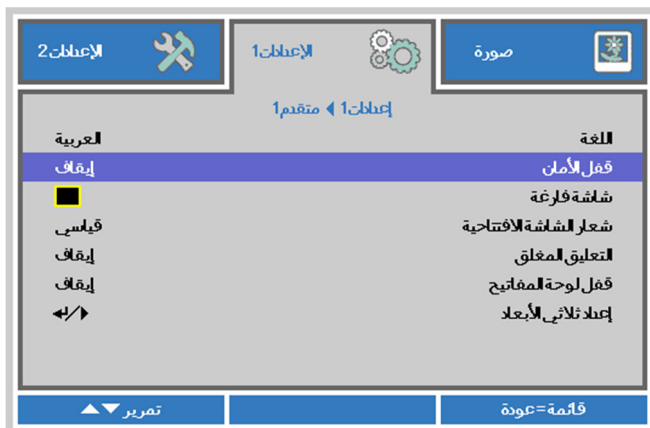 صورة
الإعدادات1
الإعدادات2
إعدادات1 متقدم1
اللغة العربية
قفل الأمان إيقاف
شاشة فارغة
شعار الشاشة الافتتاحية قياسي
التعليق المغلق إيقاف
قفل لوحة المفاتيح إيقاف
إعداد ثلاثي الأبعاد /
قائمة=عودة
تمرير